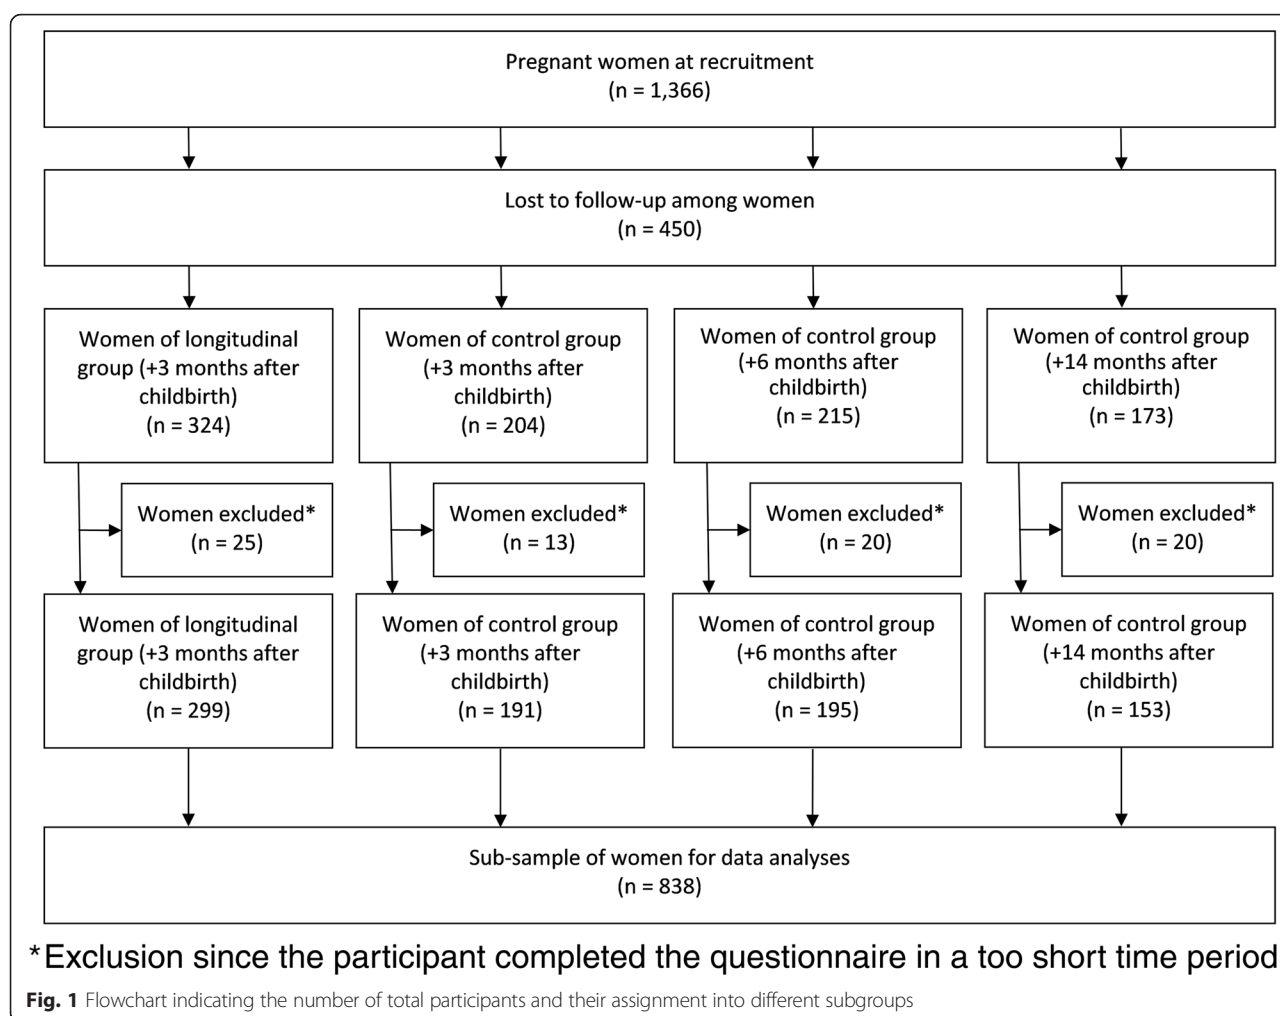 Pregnant women at recruitment
(n = 1,366)
Lost to follow-up among women
(n = 450)
Women of longitudinal
group (+3 months after
childbirth)
(n = 324)
Women of control group
(+3 months after
childbirth)
(n = 204)
Women of control group
(+6 months after
childbirth)
(n = 215)
Women of control group
(+14 months after
childbirth)
(n = 173)
Women excluded*
(n = 25)
Women excluded*
(n = 13)
Women excluded*
(n = 20)
Women excluded*
(n = 20)
Women of longitudinal
group (+3 months after
childbirth)
(n = 299)
Women of control group
(+3 months after
childbirth)
(n = 191)
Women of control group
(+6 months after
childbirth)
(n = 195)
Women of control group
(+14 months after
childbirth)
(n = 153)
Sub-sample of women for data analyses
(n = 838)
*Exclusion since the participant completed the questionnaire in a too short time period
Fig. 1 Flowchart indicating the number of total participants and their assignment into different subgroups